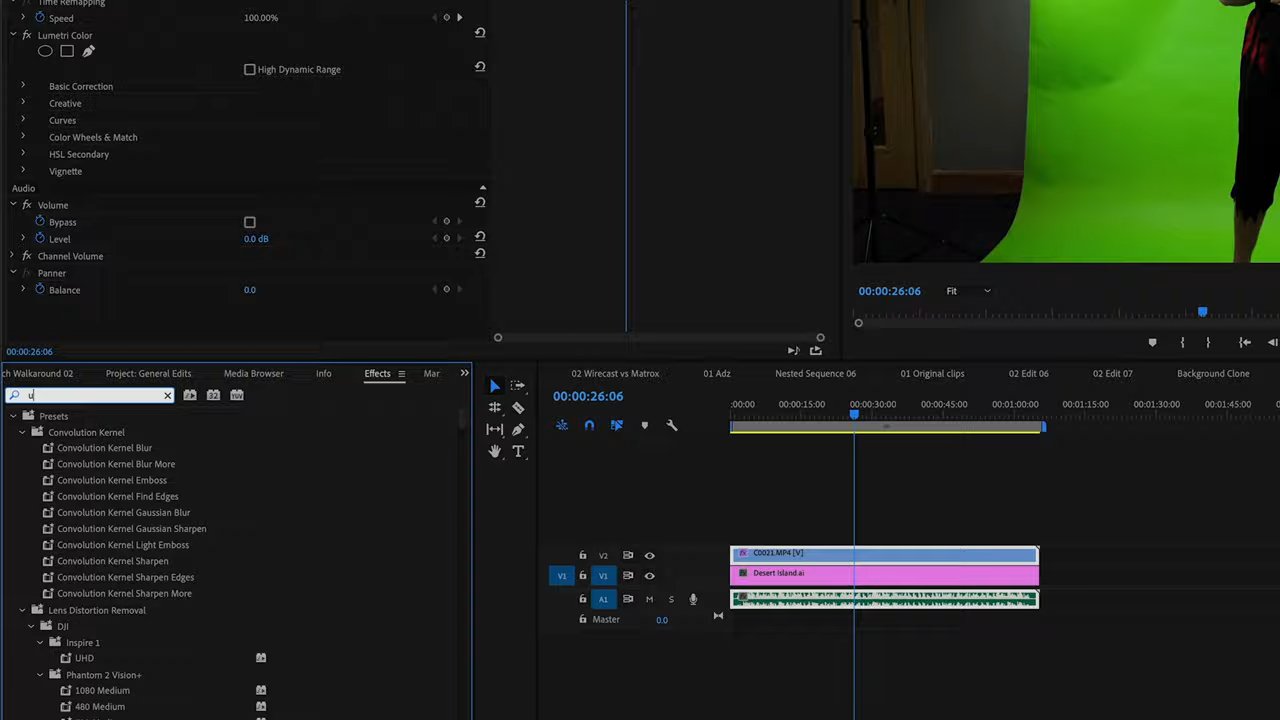 Time Remapping
Speed 100.00%
Lumetri Color
High Dynamic Range
Basic Correction
Creative
Curves
Color Wheels & Match
HSL Secondary
Vignette
Audio
Volume
Bypass
Level 0.0 dB
Channel Volume
Panner
Balance 0.0
00:00:26:06
00:00:26:06 Fit
ch Walkaround 02 Project: General Edits Media Browser Info Effects Mar
u
32 YUV
Presets
Convolution Kernel
Convolution Kernel Blur
Convolution Kernel Blur More
Convolution Kernel Emboss
Convolution Kernel Find Edges
Convolution Kernel Gaussian Blur
Convolution Kernel Gaussian Sharpen
Convolution Kernel Light Emboss
Convolution Kernel Sharpen
Convolution Kernel Sharpen Edges
Convolution Kernel Sharpen More
Lens Distortion Removal
DJI
Inspire 1
UHD
Phantom 2 Vision+
1080 Medium
480 Medium
02 Wirecast vs Matrox 01 Adz Nested Sequence 06 01 Original clips 02 Edit 06 02 Edit 07 Background Clone
00:00:26:06
:00:00 00:00:15:00 00:00:30:00 00:00:45:00 00:01:00:00 00:01:15:00 00:01:30:00 00:01:45:00
V2 C0021.MP4 [V]
V1 V1 Desert Island.ai
A1 M S
Master 0.0